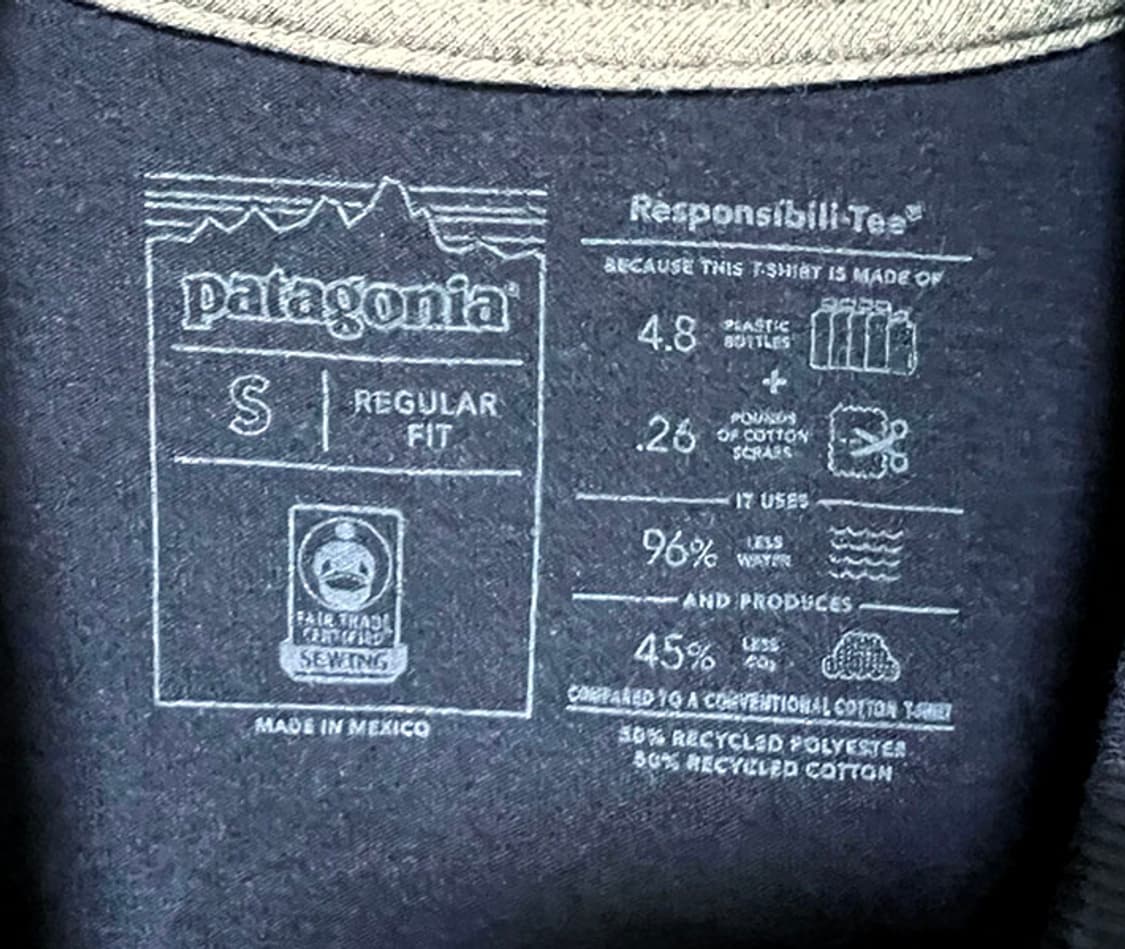 patagonia®
S | REGULAR
FIT
FAIR TRADE
CERTIFIED
SEWING
MADE IN MEXICO
Responsibili-Tee®
BECAUSE THIS T-SHIRT IS MADE OF
4.8 PLASTIC
BOTTLES
+
.26 POUNDS
OF COTTON
SCRAPS
IT USES
96% LESS
WATER
AND PRODUCES
45% LESS
CO₂
COMPARED TO A CONVENTIONAL COTTON T-SHIRT
50% RECYCLED POLYESTER
50% RECYCLED COTTON